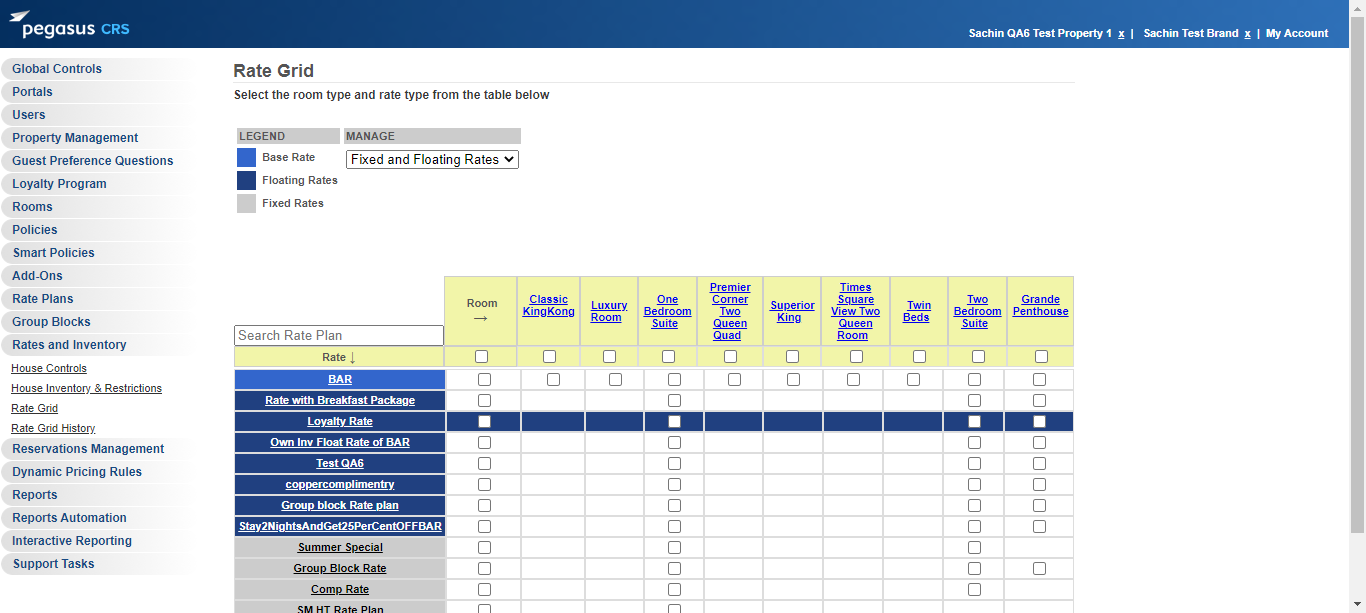 pegasus CRS
Sachin QA6 Test Property 1 x | Sachin Test Brand x | My Account
Global Controls
Portals
Users
Property Management
Guest Preference Questions
Loyalty Program
Rooms
Policies
Smart Policies
Add-Ons
Rate Plans
Group Blocks
Rates and Inventory
House Controls
House Inventory & Restrictions
Rate Grid
Rate Grid History
Reservations Management
Dynamic Pricing Rules
Reports
Reports Automation
Interactive Reporting
Support Tasks
Rate Grid
Select the room type and rate type from the table below
LEGEND
Base Rate
Floating Rates
Fixed Rates
MANAGE
Fixed and Floating Rates
Search Rate Plan
Room
→
Classic
KingKong
Luxury
Room
One
Bedroom
Suite
Premier
Corner
Two
Queen
Quad
Superior
King
Times
Square
View Two
Queen
Room
Twin
Beds
Two
Bedroom
Suite
Grande
Penthouse
Rate ↓
BAR
Rate with Breakfast Package
Loyalty Rate
Own Inv Float Rate of BAR
Test QA6
coppercomplimentry
Group block Rate plan
Stay2NightsAndGet25PerCentOFFBAR
Summer Special
Group Block Rate
Comp Rate
SM HT Rate Plan